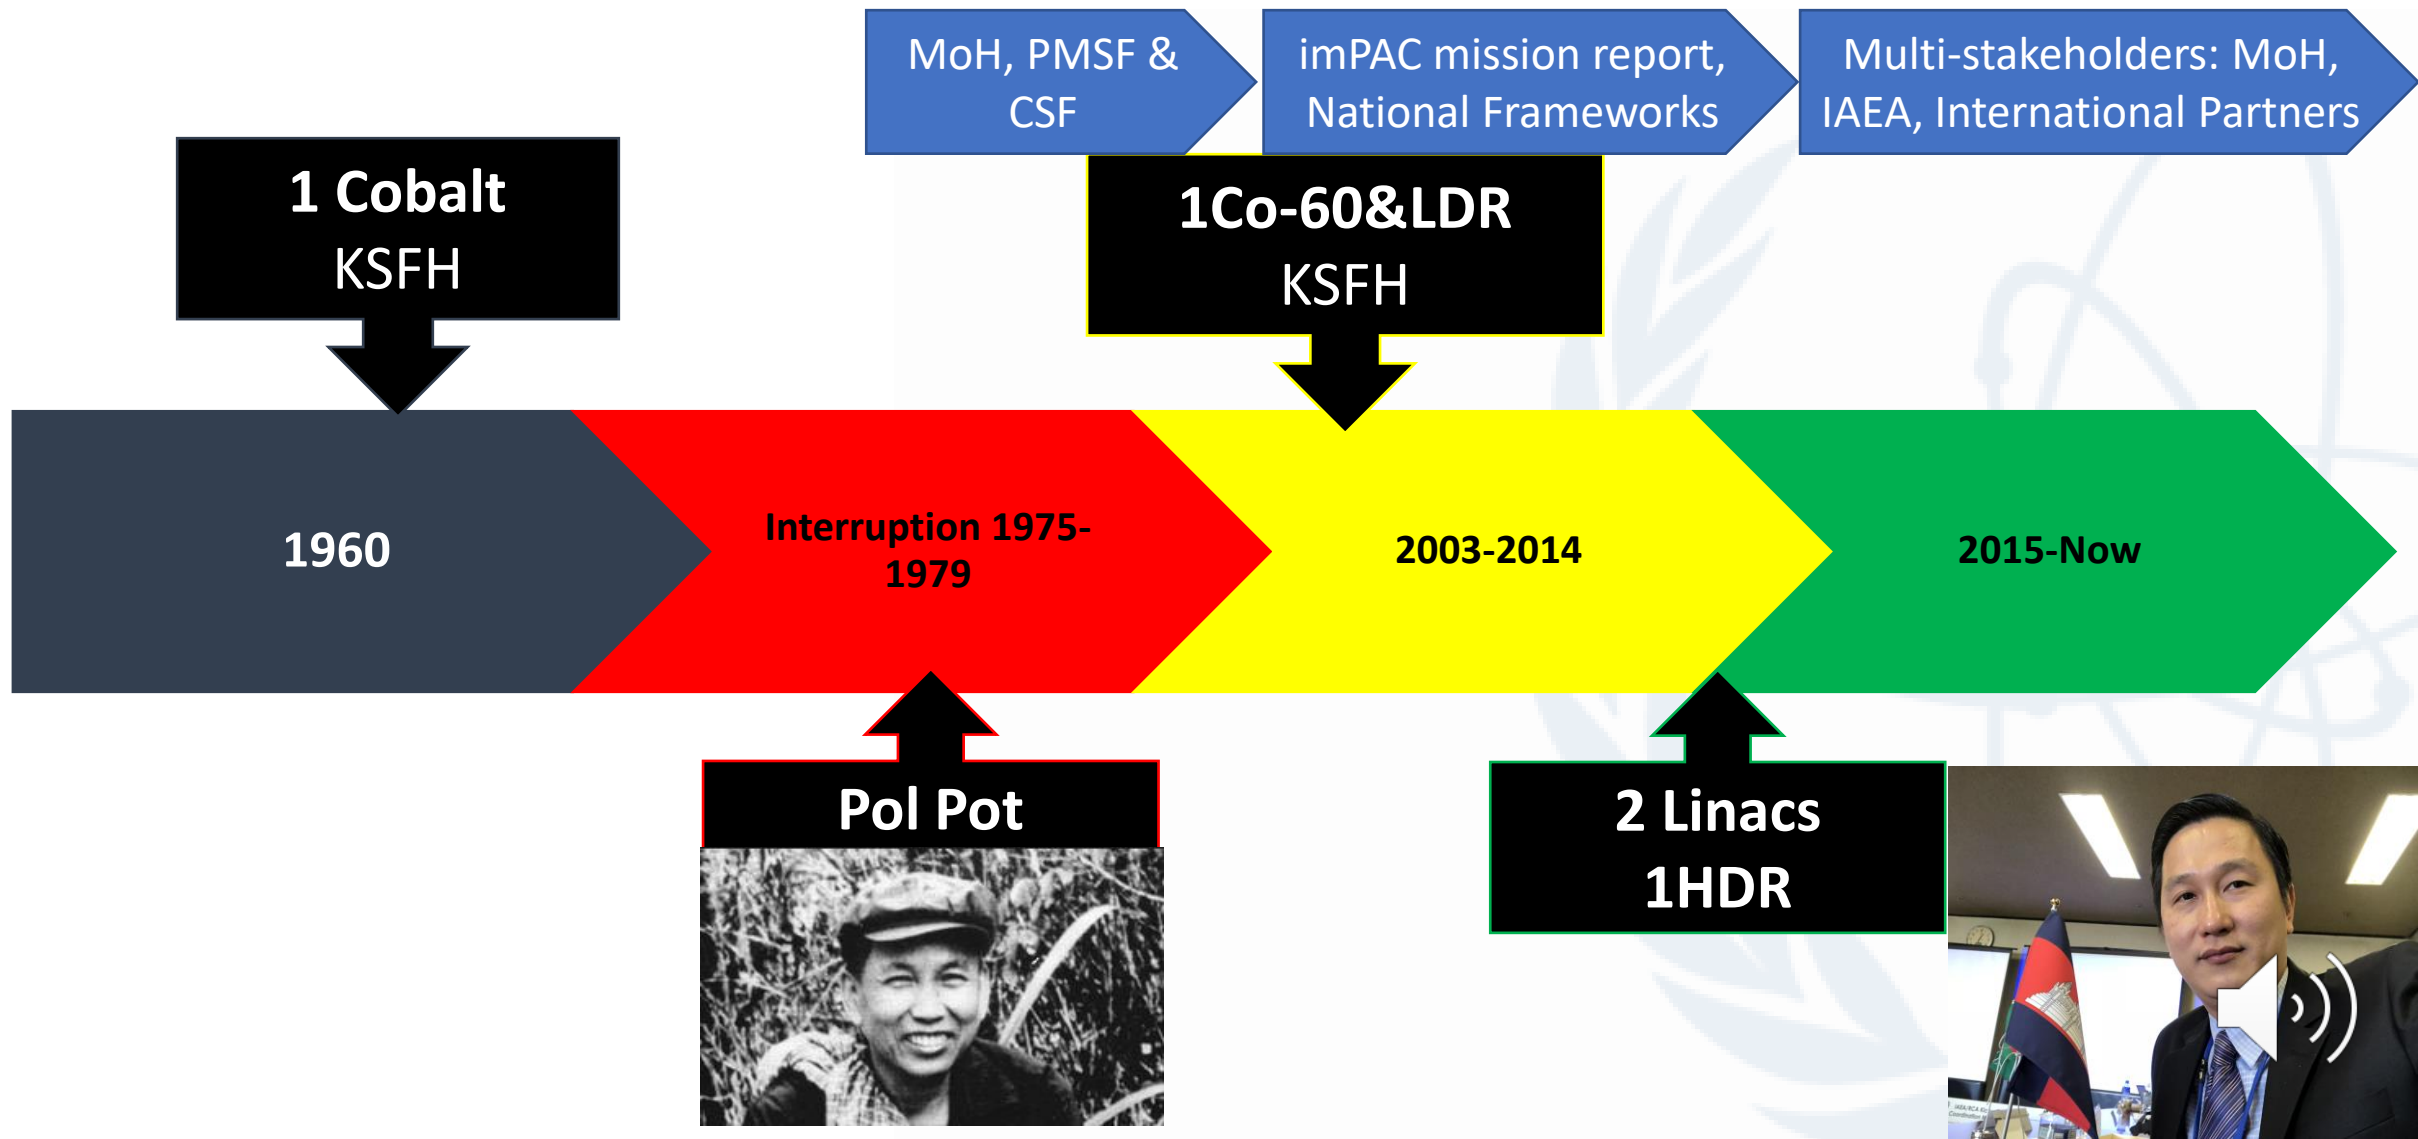 MoH, PMSF &
CSF
imPAC mission report,
National Frameworks
Multi-stakeholders: MoH,
IAEA, International Partners
1 Cobalt
KSFH
1Co-60&LDR
KSFH
1960
Interruption 1975-
1979
2003-2014
2015-Now
Pol Pot
2 Linacs
1HDR